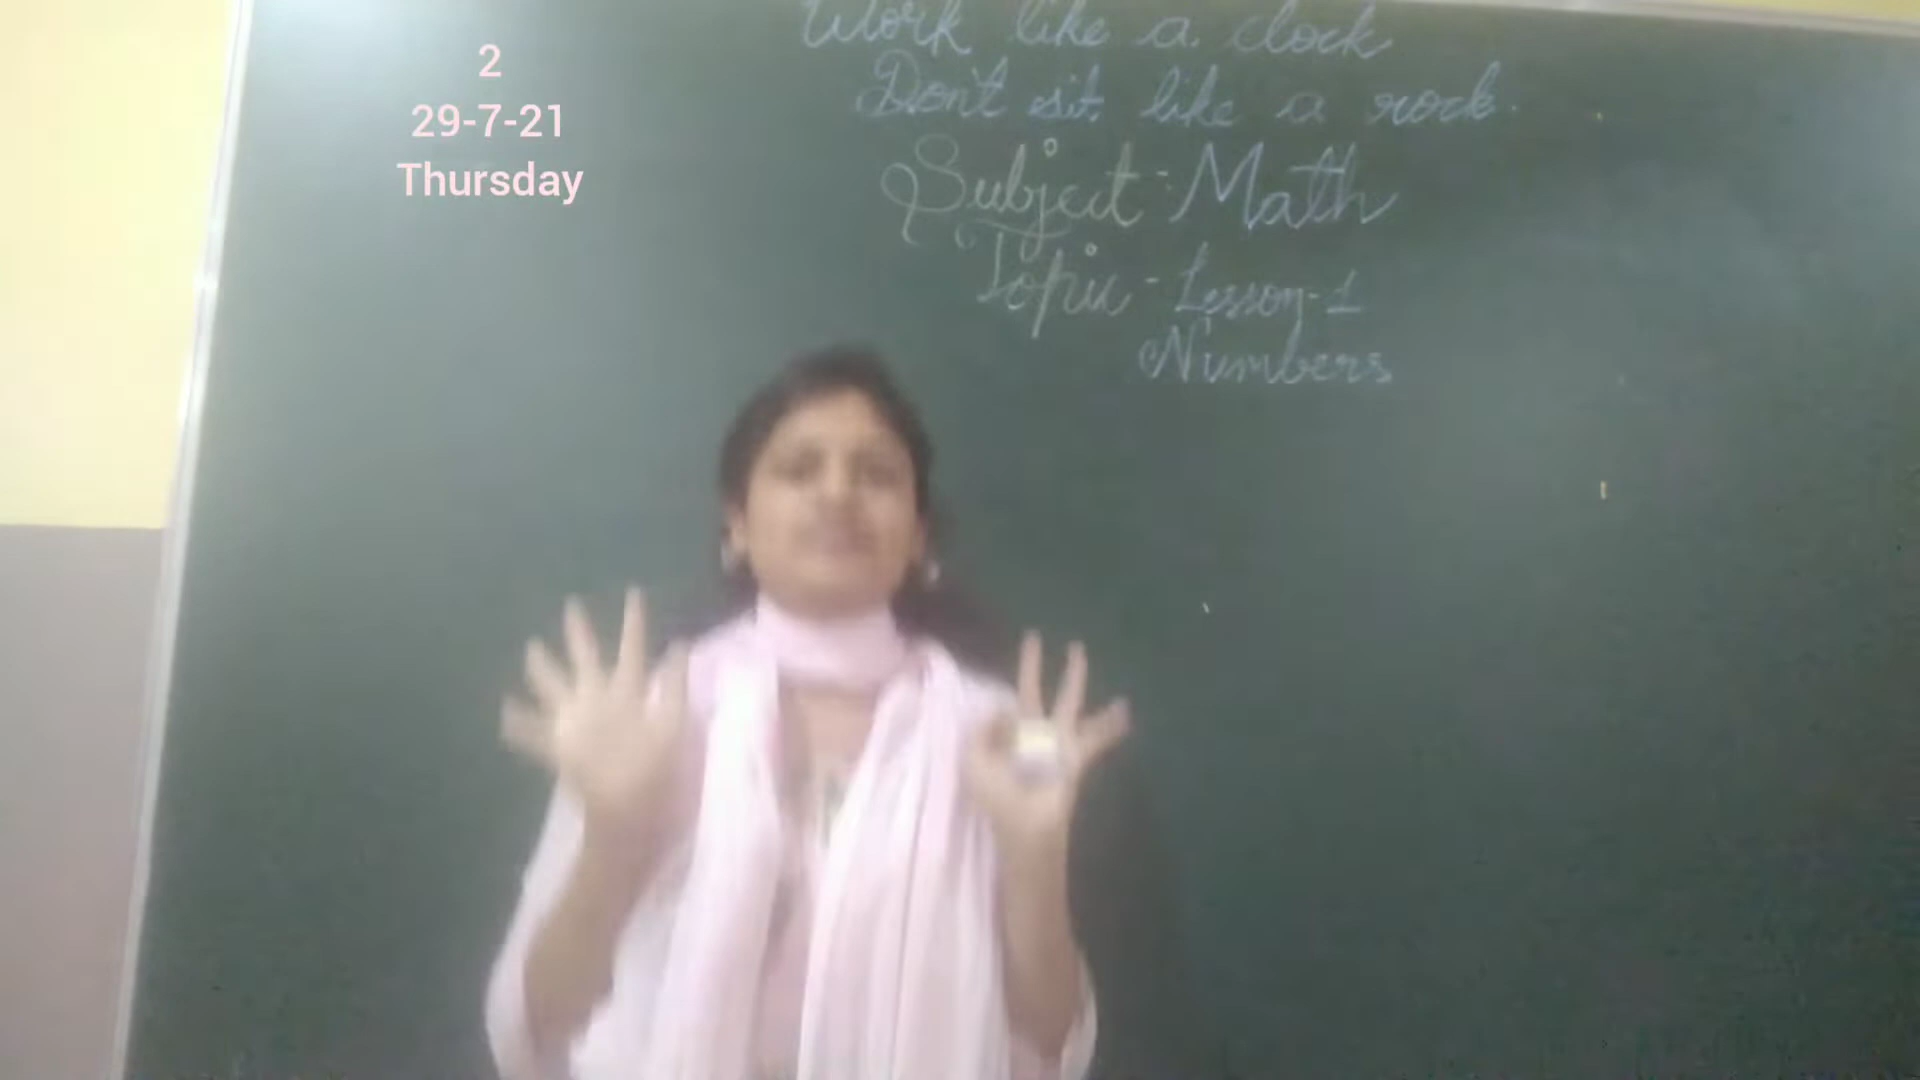 2
29-7-21
Thursday
Work like a clock
Don't sit like a rock.
Subject:- Math
Topic - Lesson-1
Numbers